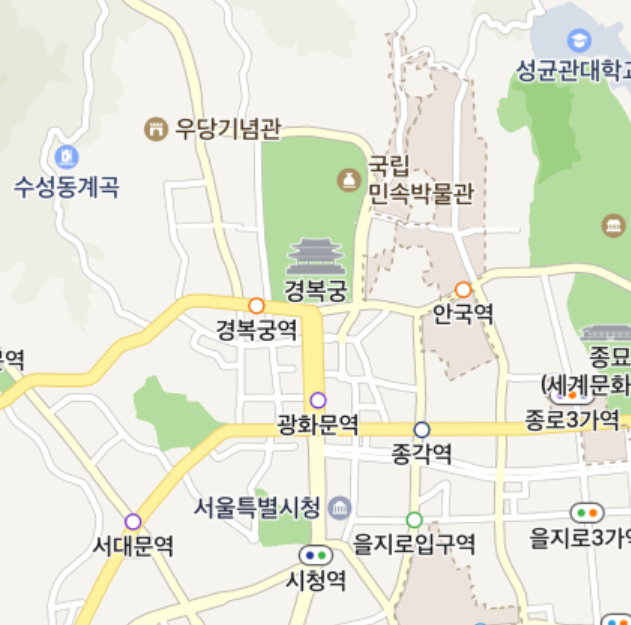 성균관대학교
우당기념관
국립
민속박물관
수성동계곡
경복궁
안국역
경복궁역
종묘
(세계문화
문역
종로3가역
광화문역
종각역
서울특별시청
을지로입구역
을지로3가역
서대문역
시청역